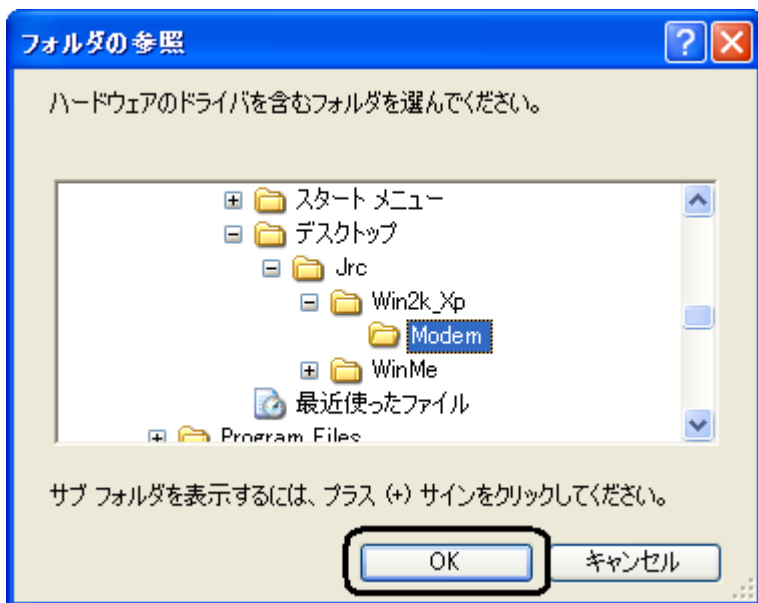 フォルダの参照
ハードウェアのドライバを含むフォルダを選んでください。
スタート メニュー
デスクトップ
Jrc
Win2k_Xp
Modem
WinMe
最近使ったファイル
Program Files
サブ フォルダを表示するには、プラス (+) サインをクリックしてください。
OK キャンセル